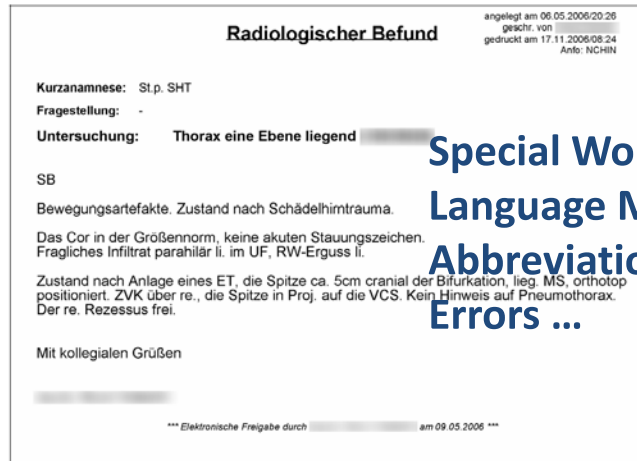 Radiologischer Befund
angelegt am 06.05.2006/20:26
geschr. von
gedruckt am 17.11.2006/08:24
Anfo: NCHIN
Kurzanamnese: St.p. SHT
Fragestellung: -
Untersuchung: Thorax eine Ebene liegend
SB
Bewegungsartefakte. Zustand nach Schädelhirntrauma.
Das Cor in der Größennorm, keine akuten Stauungszeichen.
Fragliches Infiltrat parahilär li. im UF, RW-Erguss li.
Zustand nach Anlage eines ET, die Spitze ca. 5cm cranial der Bifurkation, lieg. MS, orthotop
positioniert. ZVK über re., die Spitze in Proj. auf die VCS. Kein Hinweis auf Pneumothorax.
Der re. Rezessus frei.
Mit kollegialen Grüßen
*** Elektronische Freigabe durch am 09.05.2006 ***
Special Wo
Language M
Abbreviatio
Errors ...